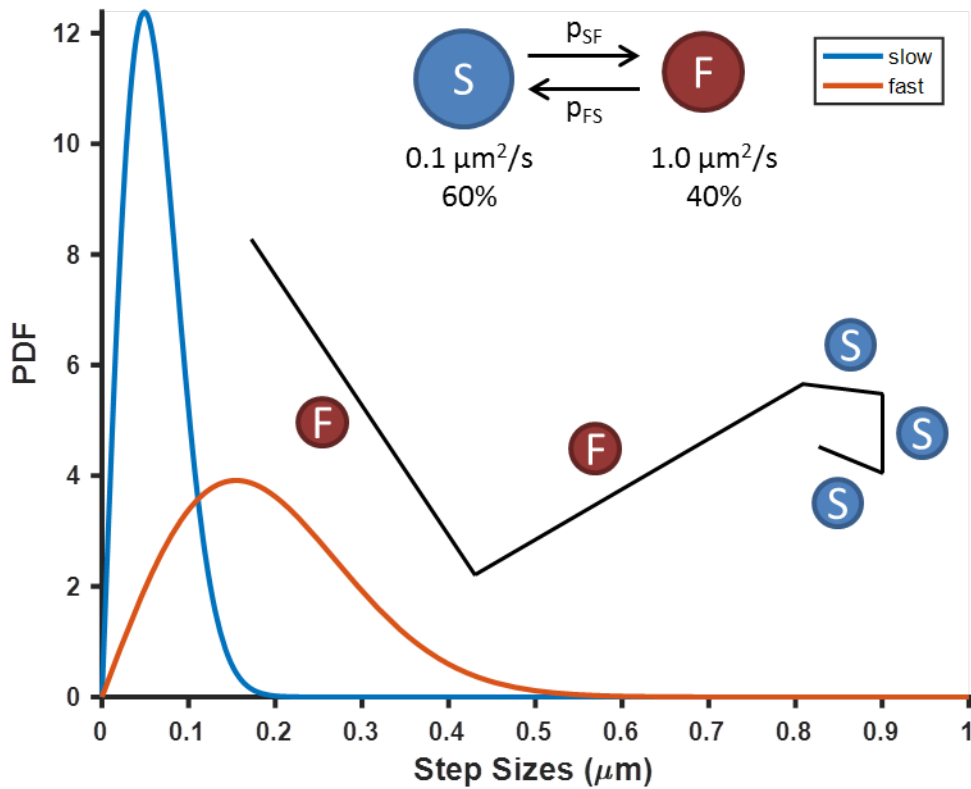 12
10
8
6
4
2
0
PDF
p_SF
S
F
p_FS
0.1 μm²/s
1.0 μm²/s
60%
40%
slow
fast
F
F
S
S
S
0 0.1 0.2 0.3 0.4 0.5 0.6 0.7 0.8 0.9 1
Step Sizes (μm)